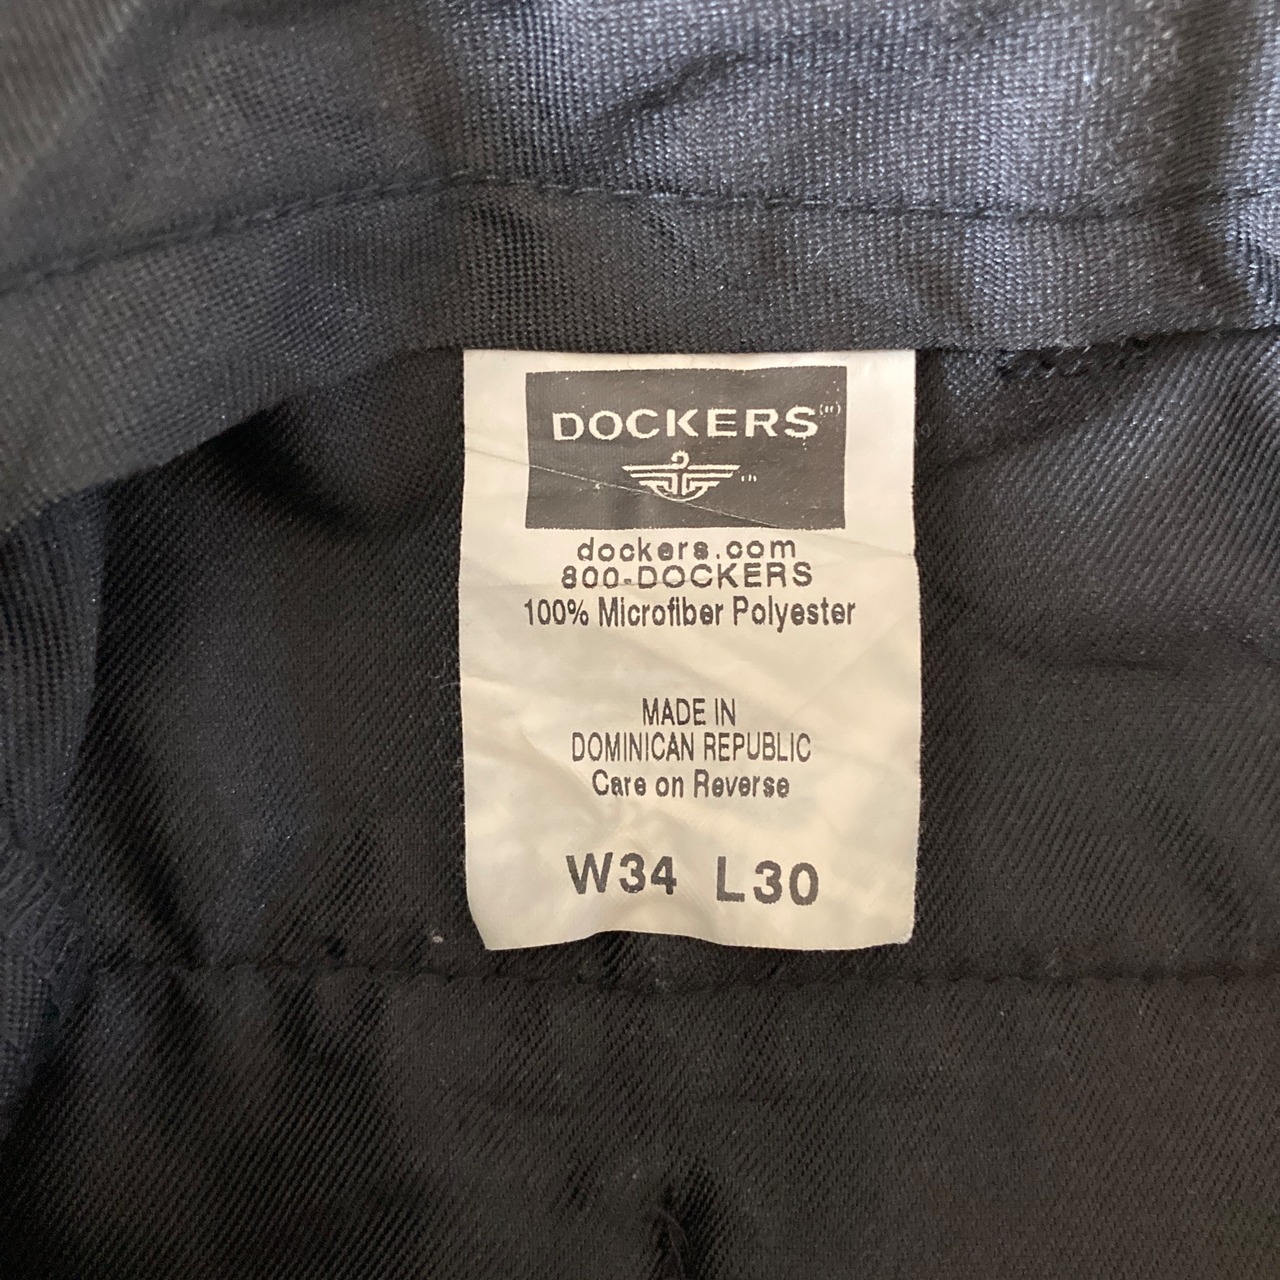 DOCKERS
dockers.com
800-DOCKERS
100% Microfiber Polyester
MADE IN
DOMINICAN REPUBLIC
Care on Reverse
W34 L30